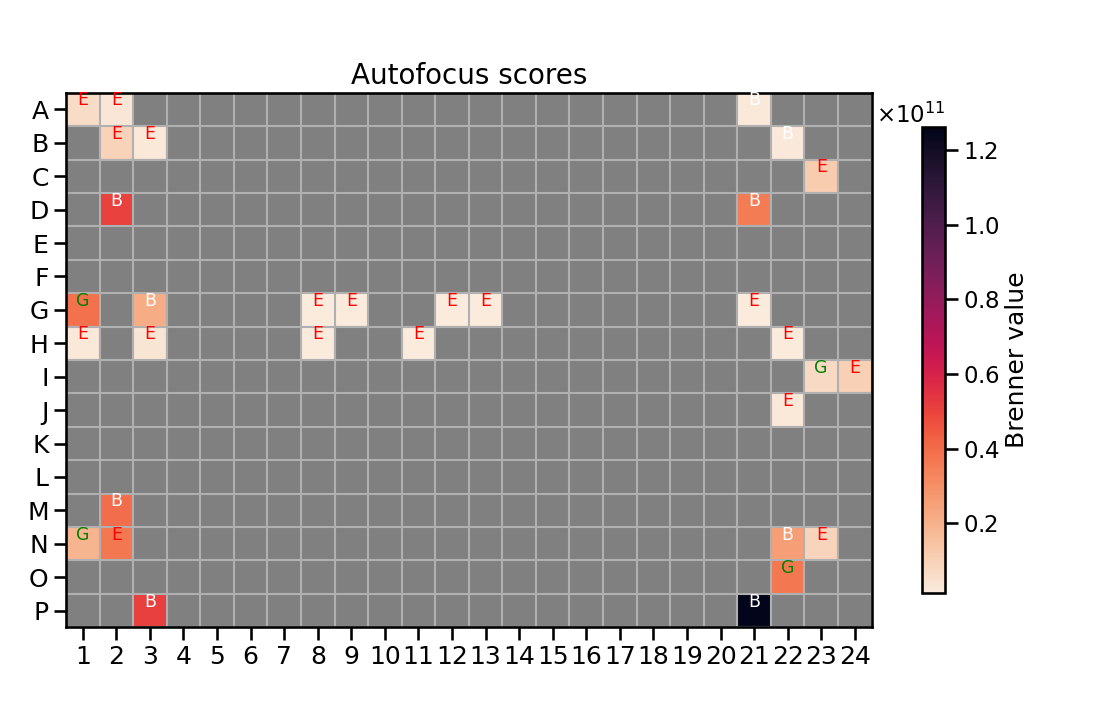 Autofocus scores
×10¹¹
A E E B
B E E B
C E
D B B
E
F
G G B E E E E E
H E E E E E
I G E
J E
K
L
M B
N G E B E
O G
P B B
1 2 3 4 5 6 7 8 9 10 11 12 13 14 15 16 17 18 19 20 21 22 23 24
1.2
1.0
0.8
0.6
0.4
0.2
Brenner value